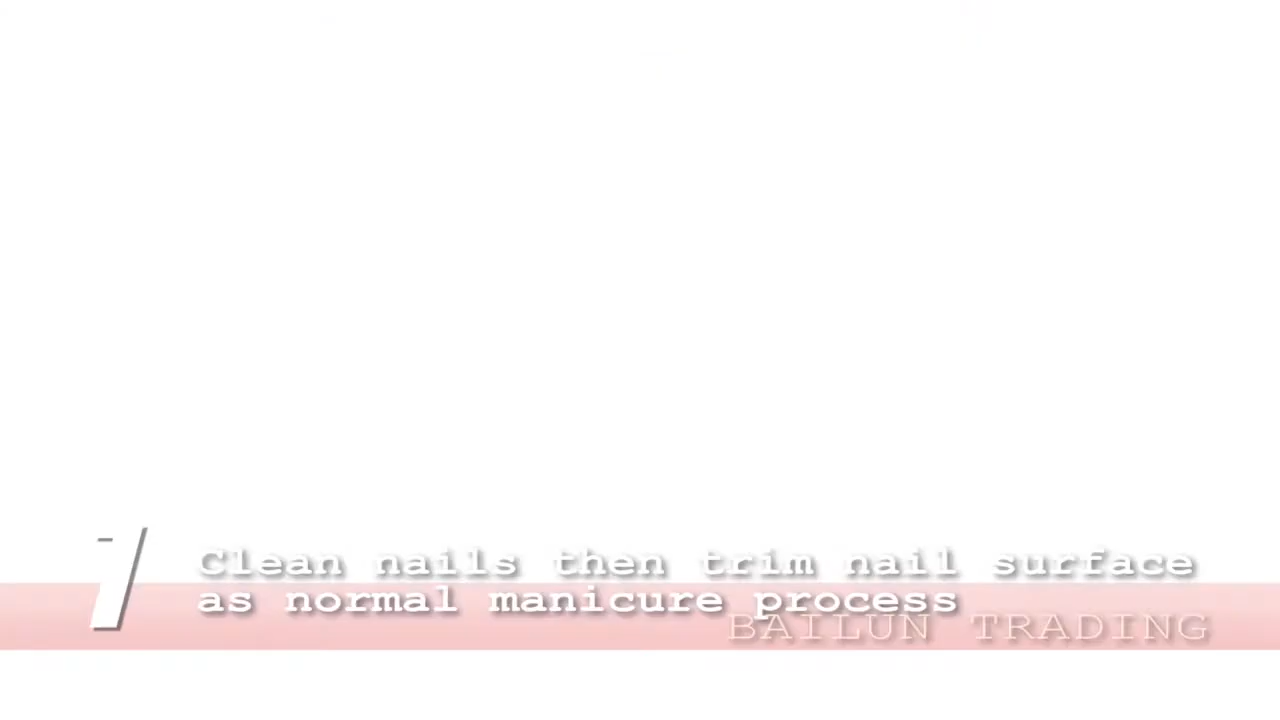 1
Clean nails then trim nail surface
as normal manicure process
BAILUN TRADING